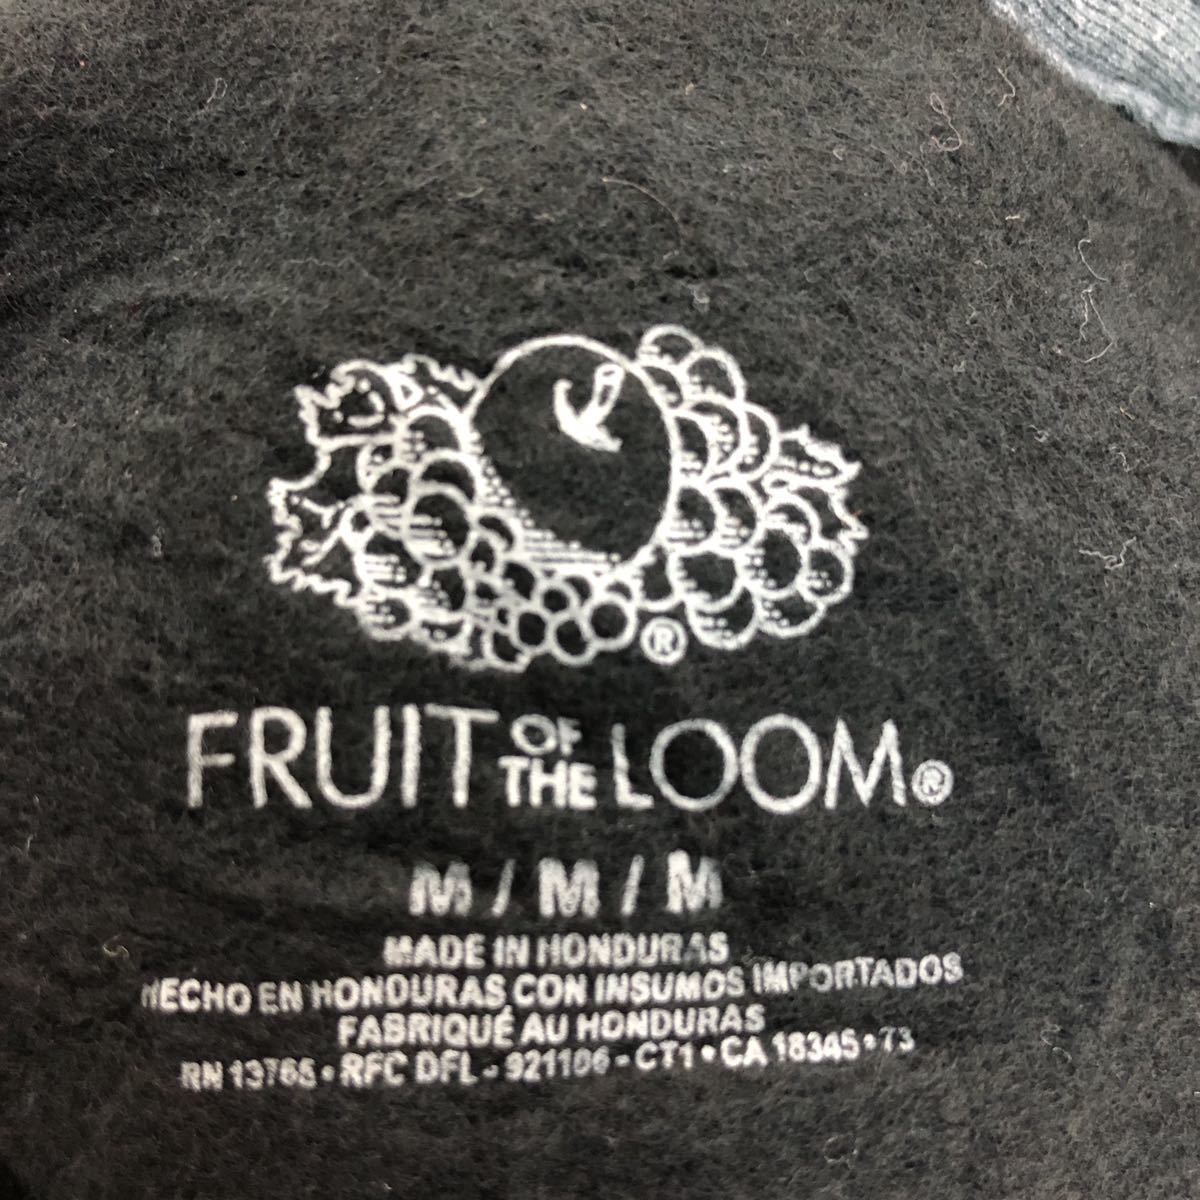 ®
FRUIT OF THE LOOM®
M / M / M
MADE IN HONDURAS
HECHO EN HONDURAS CON INSUMOS IMPORTADOS
FABRIQUÉ AU HONDURAS
RN 13765 • RFC DFL - 921106 - CT1 • CA 18345 • 73